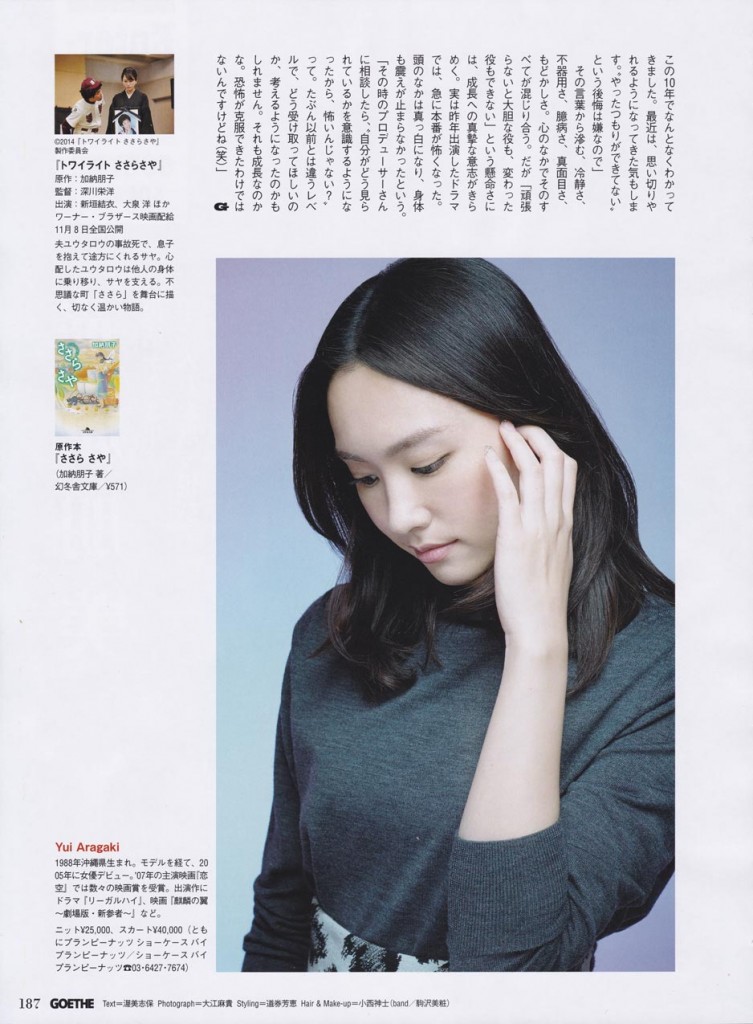 この10年でなんとなくわかって
きました。最近は、思い切りや
れるようになってきた気もしま
す。〝やったつもりができてない〟
という後悔は嫌なので」
その言葉から滲む、冷静さ、
不器用さ、臆病さ、真面目さ、
もどかしさ。心のなかでそのす
べてが混じり合う。だが「頑張
らないと大胆な役も、変わった
役もできない」という懸命さに
は、成長への真摯な意志がきら
めく。実は昨年出演したドラマ
では、急に本番が怖くなった。
頭のなかは真っ白になり、身体
も震えが止まらなかったという。
「その時のプロデューサーさん
に相談したら、〝自分がどう見ら
れているかを意識するようにな
ったから、怖いんじゃない？〟
って。たぶん以前とは違うレベ
ルで、どう受け取ってほしいの
か、考えるようになったのかも
しれません。それも成長なのか
な。恐怖が克服できたわけでは
ないんですけどね（笑）」
G
©2014『トワイライト ささらさや』
製作委員会
『トワイライト ささらさや』
原作：加納朋子
監督：深川栄洋
出演：新垣結衣、大泉 洋 ほか
ワーナー・ブラザース映画配給
11月8日全国公開
夫ユウタロウの事故死で、息子
を抱えて途方にくれるサヤ。心
配したユウタロウは他人の身体
に乗り移り、サヤを支える。不
思議な町「ささら」を舞台に描
く、切なく温かい物語。
ささら
さや
加納朋子
原作本
『ささら さや』
（加納朋子 著／
幻冬舎文庫／¥571）
Yui Aragaki
1988年沖縄県生まれ。モデルを経て、20
05年に女優デビュー。'07年の主演映画『恋
空』では数々の映画賞を受賞。出演作に
ドラマ『リーガルハイ』、映画『麒麟の翼
～劇場版・新参者～』など。
ニット¥25,000、スカート¥40,000（とも
にプランピーナッツ ショーケース バイ
プランピーナッツ／ショーケース バイ
プランピーナッツ☎03・6427・7674）
187 GOETHE Text＝渥美志保 Photograph＝大江麻貴 Styling＝道券芳恵 Hair & Make-up＝小西神士（band／駒沢美粧）